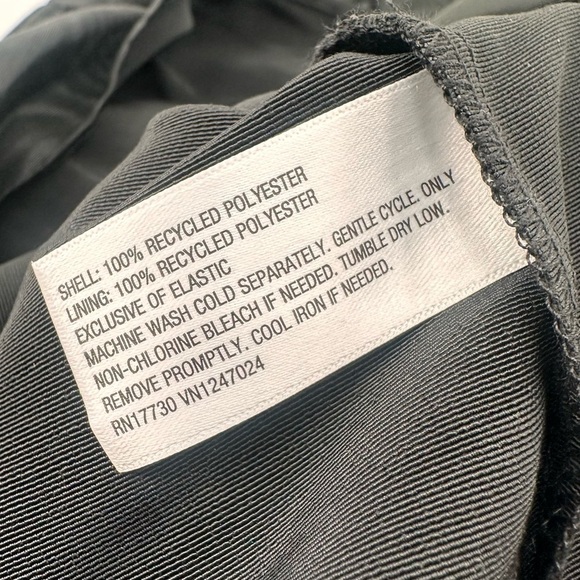 SHELL: 100% RECYCLED POLYESTER
LINING: 100% RECYCLED POLYESTER
EXCLUSIVE OF ELASTIC
MACHINE WASH COLD SEPARATELY. GENTLE CYCLE. ONLY
NON-CHLORINE BLEACH IF NEEDED. TUMBLE DRY LOW.
REMOVE PROMPTLY. COOL IRON IF NEEDED.
RN17730 VN1247024